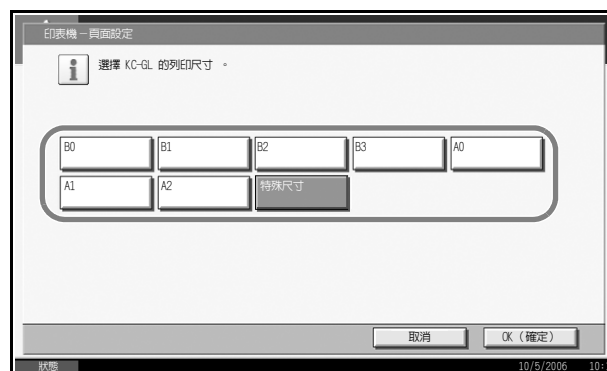 印表機－頁面設定
選擇 KC-GL 的列印尺寸 。
B0 B1 B2 B3 A0
A1 A2 特殊尺寸
取消 OK（確定）
狀態 10/5/2006 10: